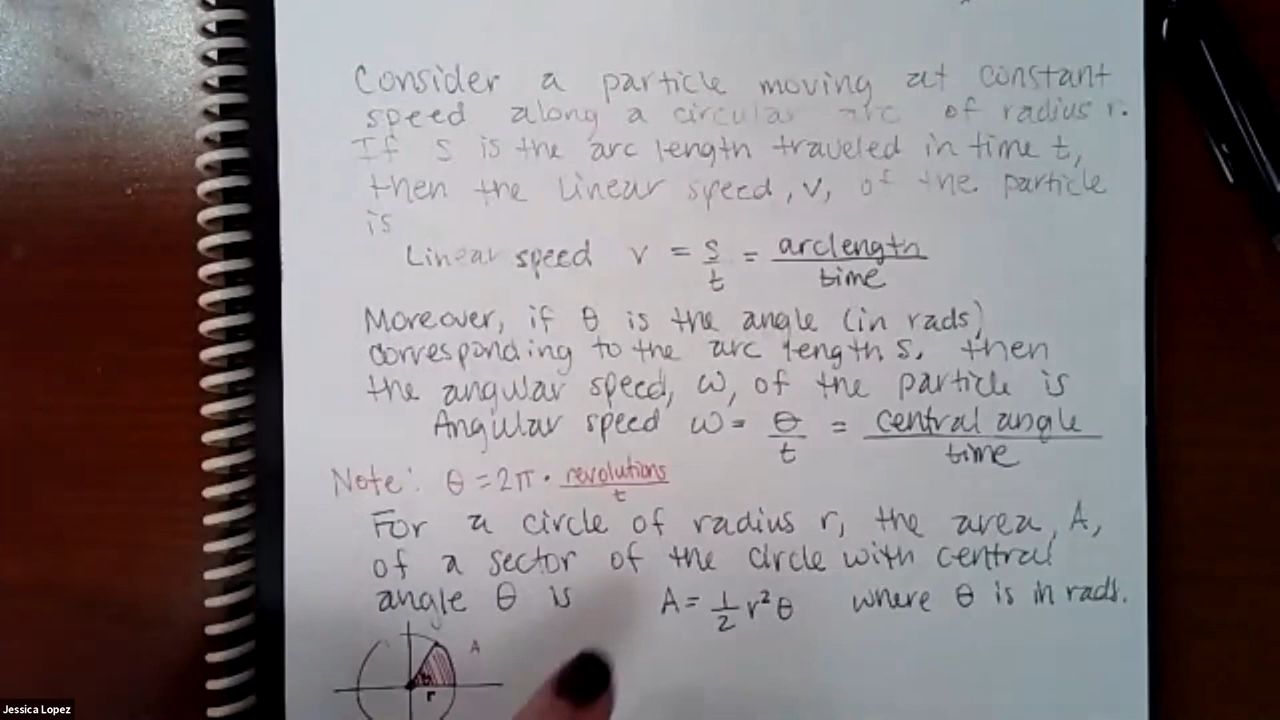 Consider a particle moving at constant
speed along a circular arc of radius r.
If s is the arc length traveled in time t,
then the linear speed, v, of the particle
is
Linear speed v = s/t = arclength/time
Moreover, if θ is the angle (in rads)
corresponding to the arc length s, then
the angular speed, ω, of the particle is
Angular speed ω = θ/t = central angle/time
Note: θ = 2π · revolutions/t
For a circle of radius r, the area, A,
of a sector of the circle with central
angle θ is A = 1/2 r²θ where θ is in rads.
A
θ
r
Jessica Lopez